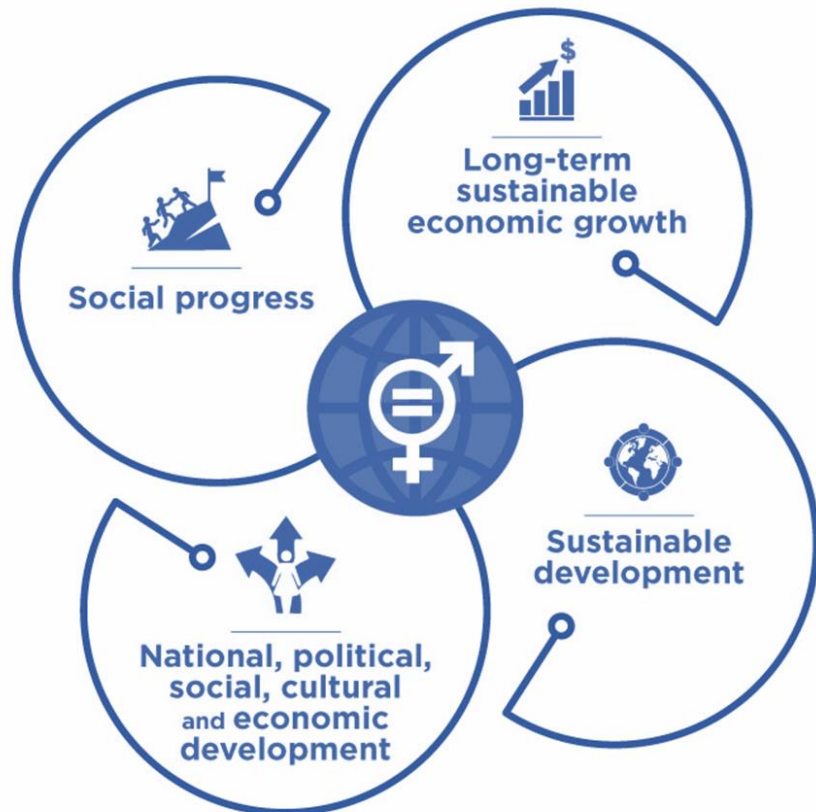 $
Long-term
sustainable
economic growth
Social progress
=
Sustainable
development
National, political,
social, cultural
and economic
development